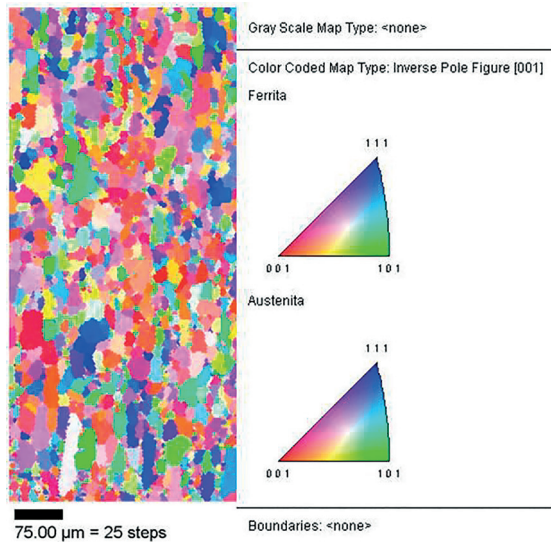 Gray Scale Map Type: <none>
Color Coded Map Type: Inverse Pole Figure [001]
Ferrita
111
001 101
Austenita
111
001 101
75.00 µm = 25 steps
Boundaries: <none>